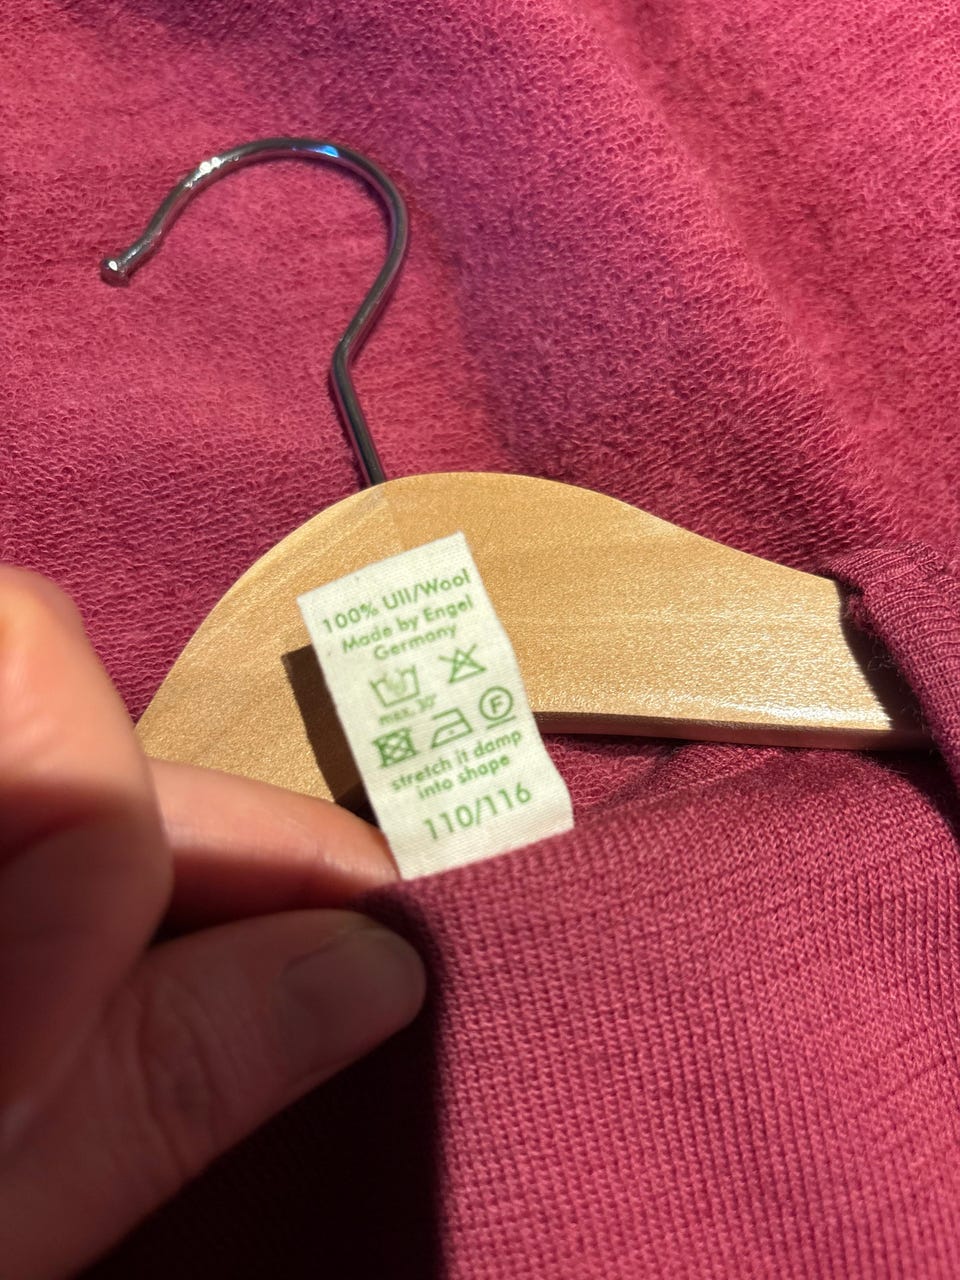 100% Ull/Wool
Made by Engel
Germany
max. 30°
F
stretch it damp
into shape
110/116